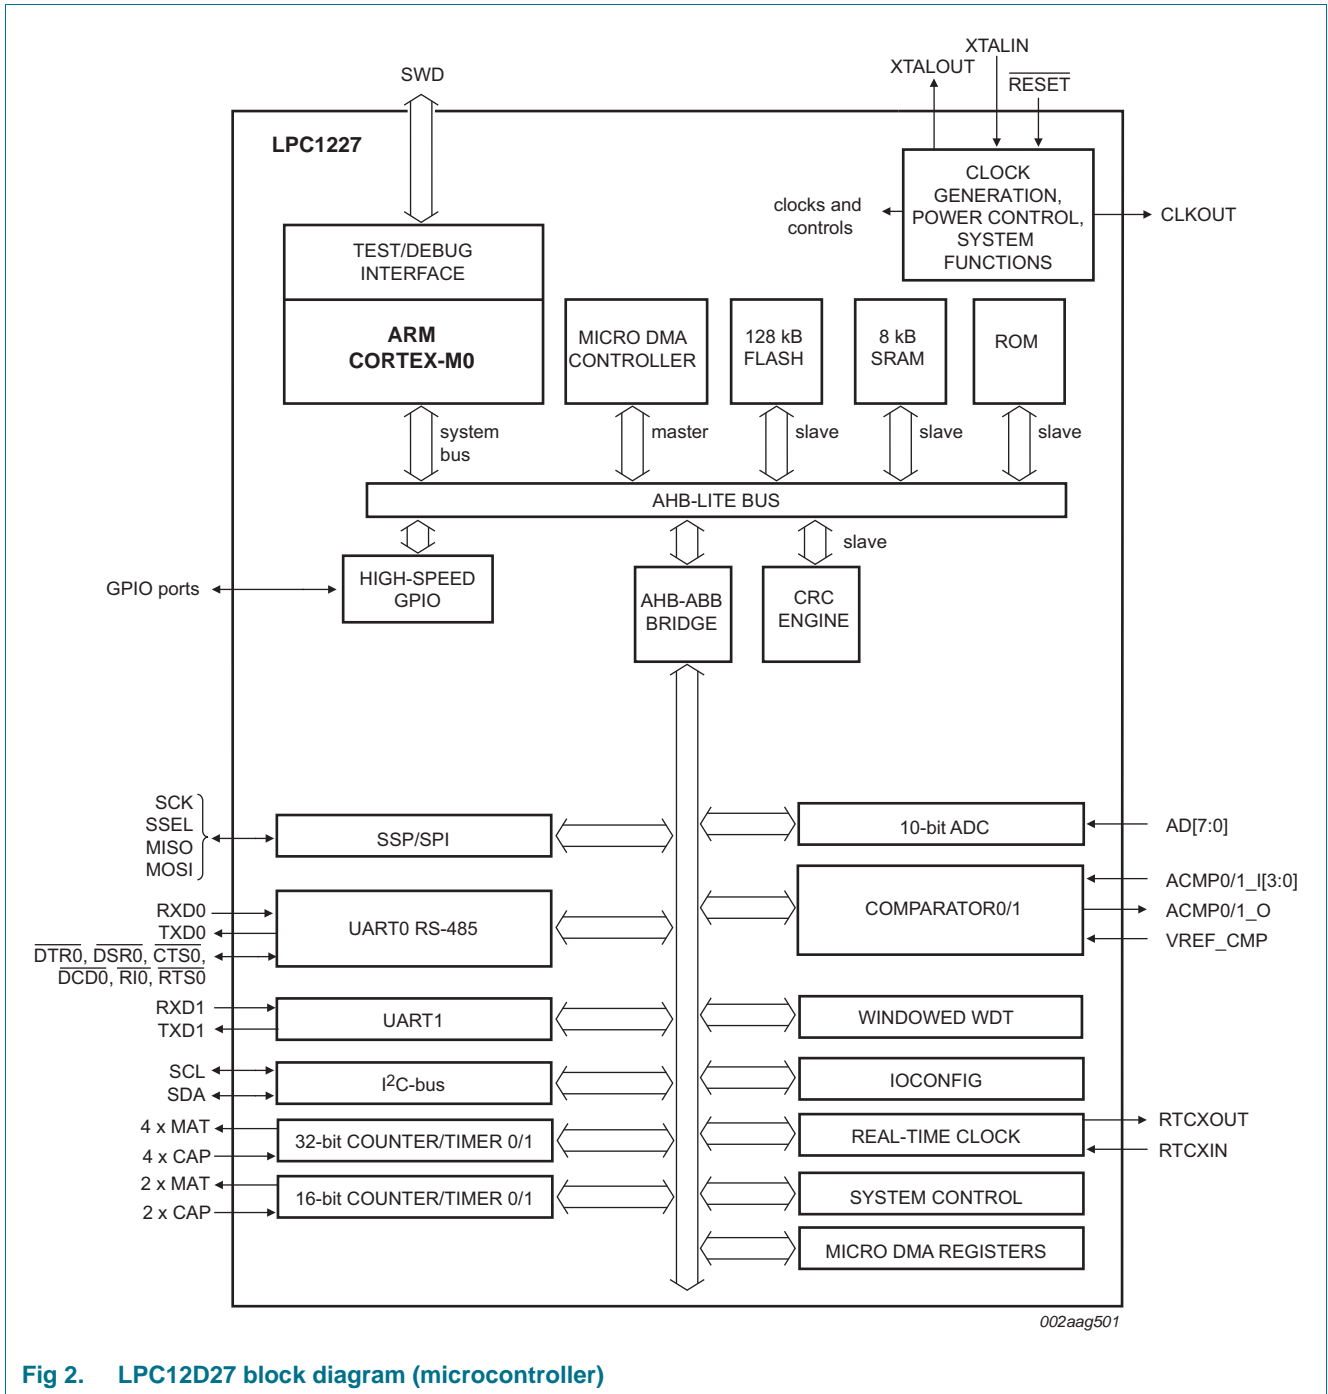 XTALIN
XTALOUT
RESET
SWD
LPC1227
CLOCK
GENERATION,
POWER CONTROL,
SYSTEM
FUNCTIONS
clocks and
controls
CLKOUT
TEST/DEBUG
INTERFACE
ARM
CORTEX-M0
MICRO DMA
CONTROLLER
128 kB
FLASH
8 kB
SRAM
ROM
system
bus
master
slave
slave
slave
AHB-LITE BUS
slave
GPIO ports
HIGH-SPEED
GPIO
AHB-ABB
BRIDGE
CRC
ENGINE
SCK
SSEL
MISO
MOSI
SSP/SPI
10-bit ADC
AD[7:0]
RXD0
TXD0
DTR0, DSR0, CTS0,
DCD0, RI0, RTS0
UART0 RS-485
COMPARATOR0/1
ACMP0/1_I[3:0]
ACMP0/1_O
VREF_CMP
RXD1
TXD1
UART1
WINDOWED WDT
SCL
SDA
I2C-bus
IOCONFIG
4 x MAT
4 x CAP
32-bit COUNTER/TIMER 0/1
REAL-TIME CLOCK
RTCXOUT
RTCXIN
2 x MAT
2 x CAP
16-bit COUNTER/TIMER 0/1
SYSTEM CONTROL
MICRO DMA REGISTERS
002aag501
Fig 2. LPC12D27 block diagram (microcontroller)